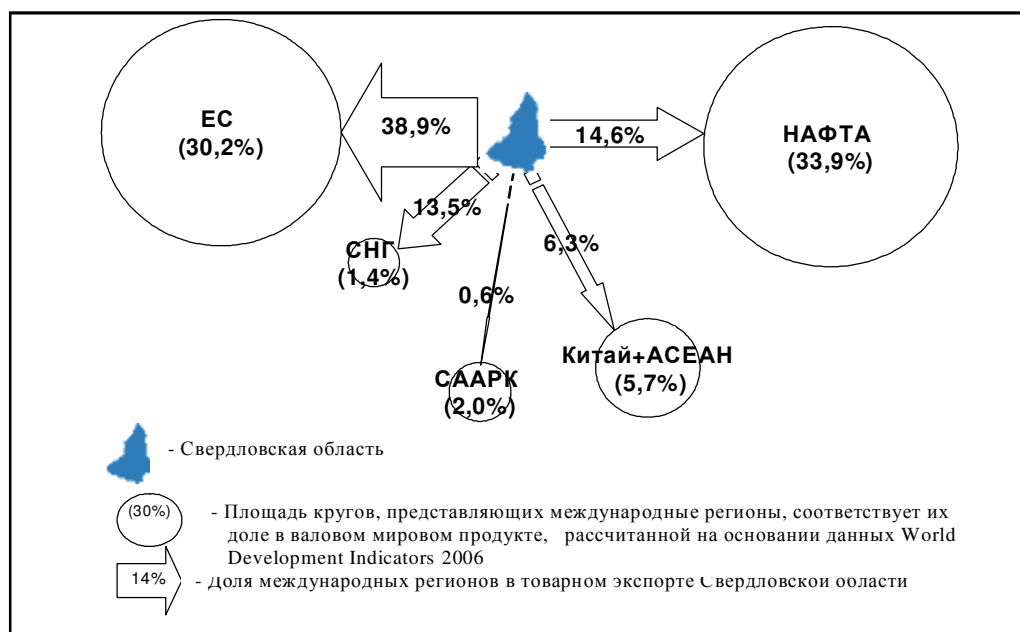 ЕС
(30,2%)
38,9%
14,6%
НАФТА
(33,9%)
13,5%
СНГ
(1,4%)
6,3%
0,6%
Китай+АСЕАН
(5,7%)
СААРК
(2,0%)
- Свердловская область
(30%)
- Площадь кругов, представляющих международные регионы, соответствует их
доле в валовом мировом продукте, рассчитанной на основании данных World
Development Indicators 2006
14%
- Доля международных регионов в товарном экспорте Свердловской области